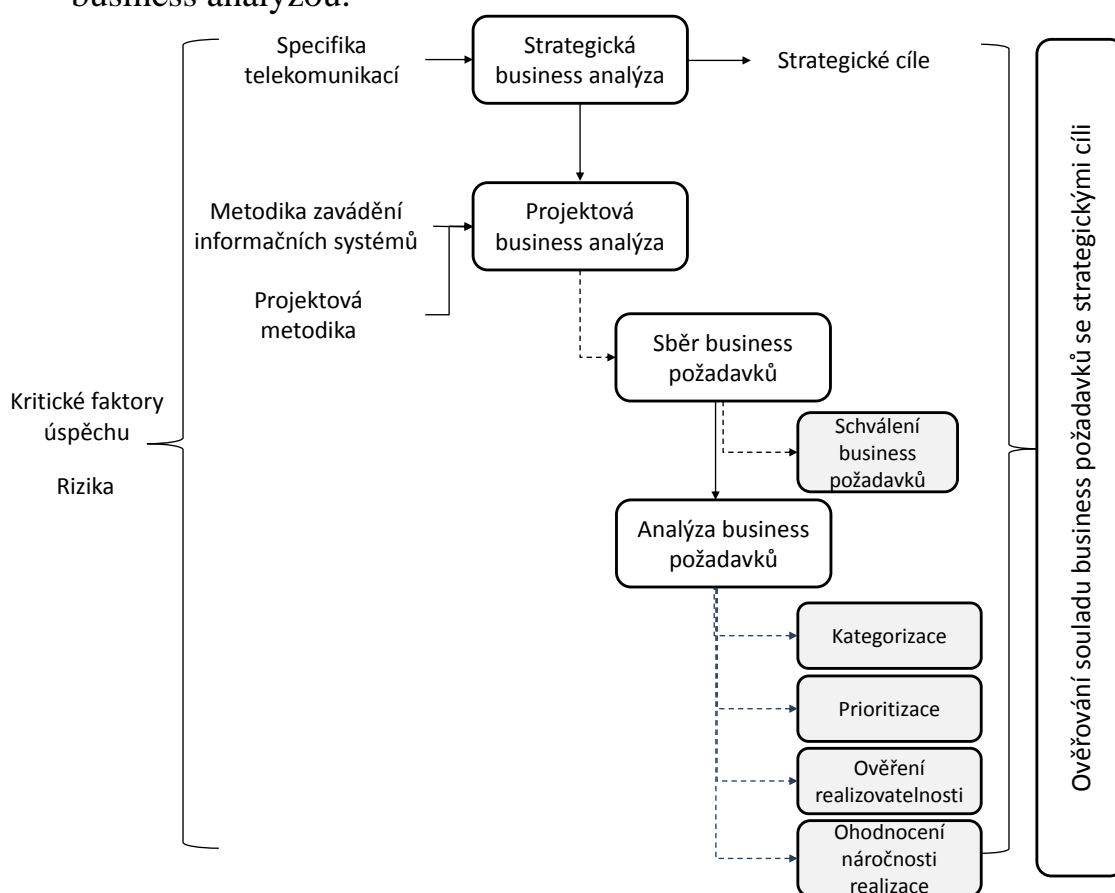 business analýzou.
Specifika
telekomunikací
Strategická
business analýza
Strategické cíle
Metodika zavádění
informačních systémů
Projektová
business analýza
Projektová
metodika
Sběr business
požadavků
Kritické faktory
úspěchu
Rizika
Schválení
business
požadavků
Analýza business
požadavků
Kategorizace
Prioritizace
Ověření
realizovatelnosti
Ohodnocení
náročnosti
realizace
Ověřování souladu business požadavků se strategickými cíli